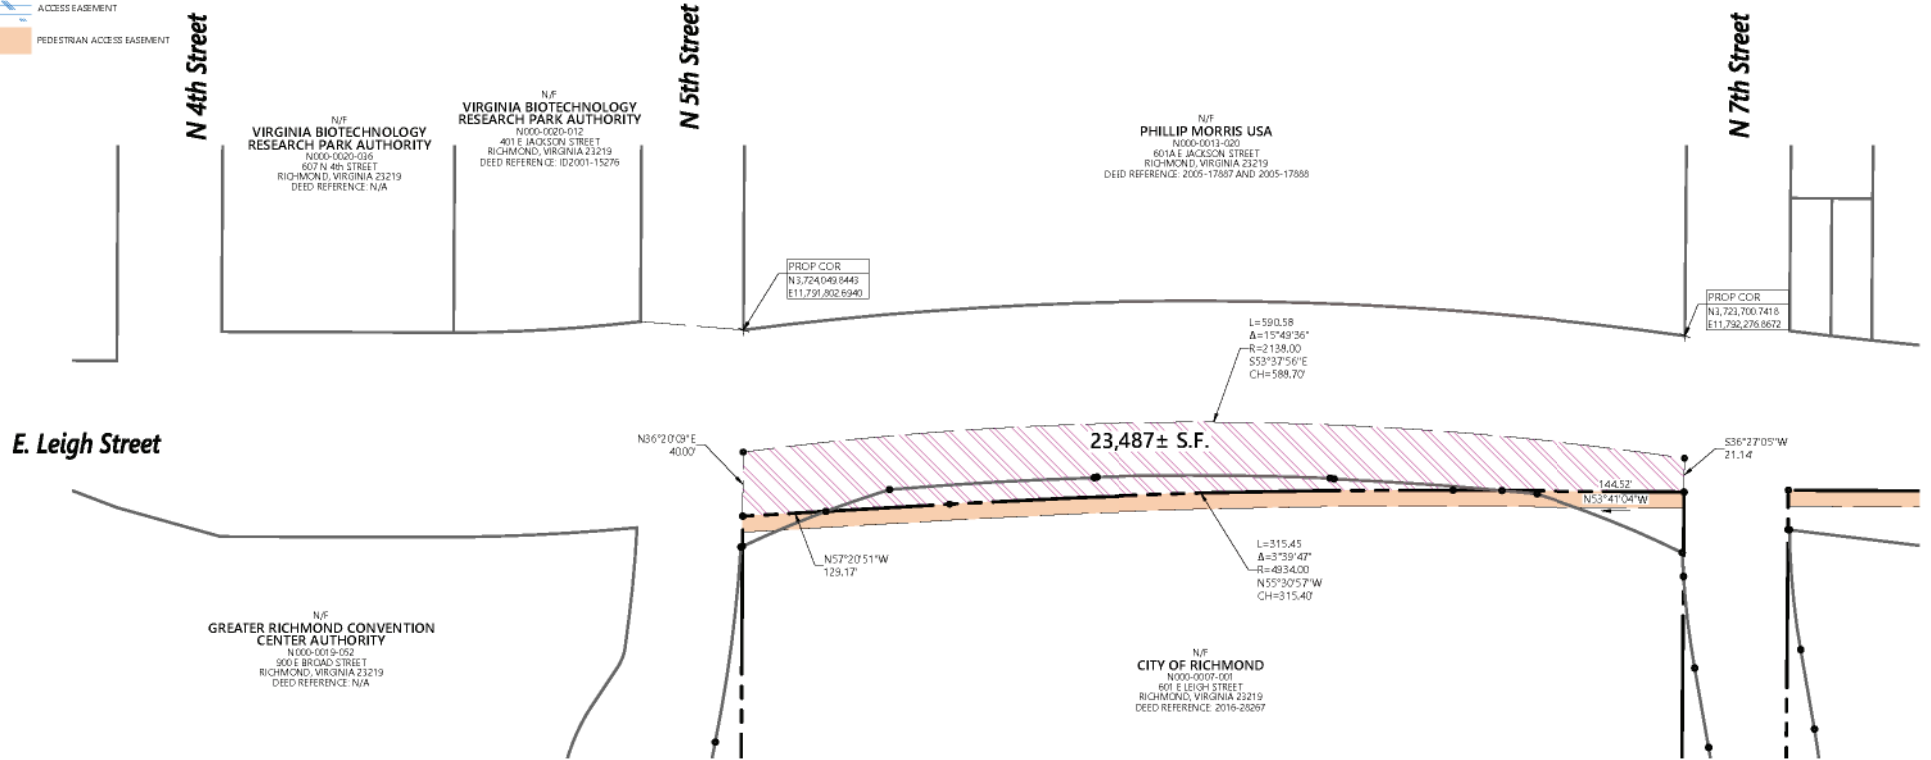 ACCESS EASEMENT
PEDESTRIAN ACCESS EASEMENT
N 4th Street
N 5th Street
N 7th Street
N/F
VIRGINIA BIOTECHNOLOGY
RESEARCH PARK AUTHORITY
N000-0020-036
607 N 4th STREET
RICHMOND, VIRGINIA 23219
DEED REFERENCE: N/A
N/F
VIRGINIA BIOTECHNOLOGY
RESEARCH PARK AUTHORITY
N000-0020-012
401 E JACKSON STREET
RICHMOND, VIRGINIA 23219
DEED REFERENCE: ID2001-15276
N/F
PHILLIP MORRIS USA
N000-0013-020
601A E JACKSON STREET
RICHMOND, VIRGINIA 23219
DEED REFERENCE: 2005-17887 AND 2005-17888
PROP COR
N3,724,049.8443
E11,791,802.6940
PROP COR
N3,723,700.7418
E11,792,276.8672
L=590.58
Δ=15°49'36"
R=2138.00
S53°37'56"E
CH=588.70'
E. Leigh Street
N36°20'09"E
40.00'
23,487± S.F.
S36°27'05"W
21.14'
144.52'
N53°41'04"W
N57°20'51"W
129.17'
L=315.45
Δ=3°39'47"
R=4934.00
N55°30'57"W
CH=315.40'
N/F
GREATER RICHMOND CONVENTION
CENTER AUTHORITY
N000-0019-052
900 E BROAD STREET
RICHMOND, VIRGINIA 23219
DEED REFERENCE: N/A
N/F
CITY OF RICHMOND
N000-0007-001
601 E LEIGH STREET
RICHMOND, VIRGINIA 23219
DEED REFERENCE: 2016-28267